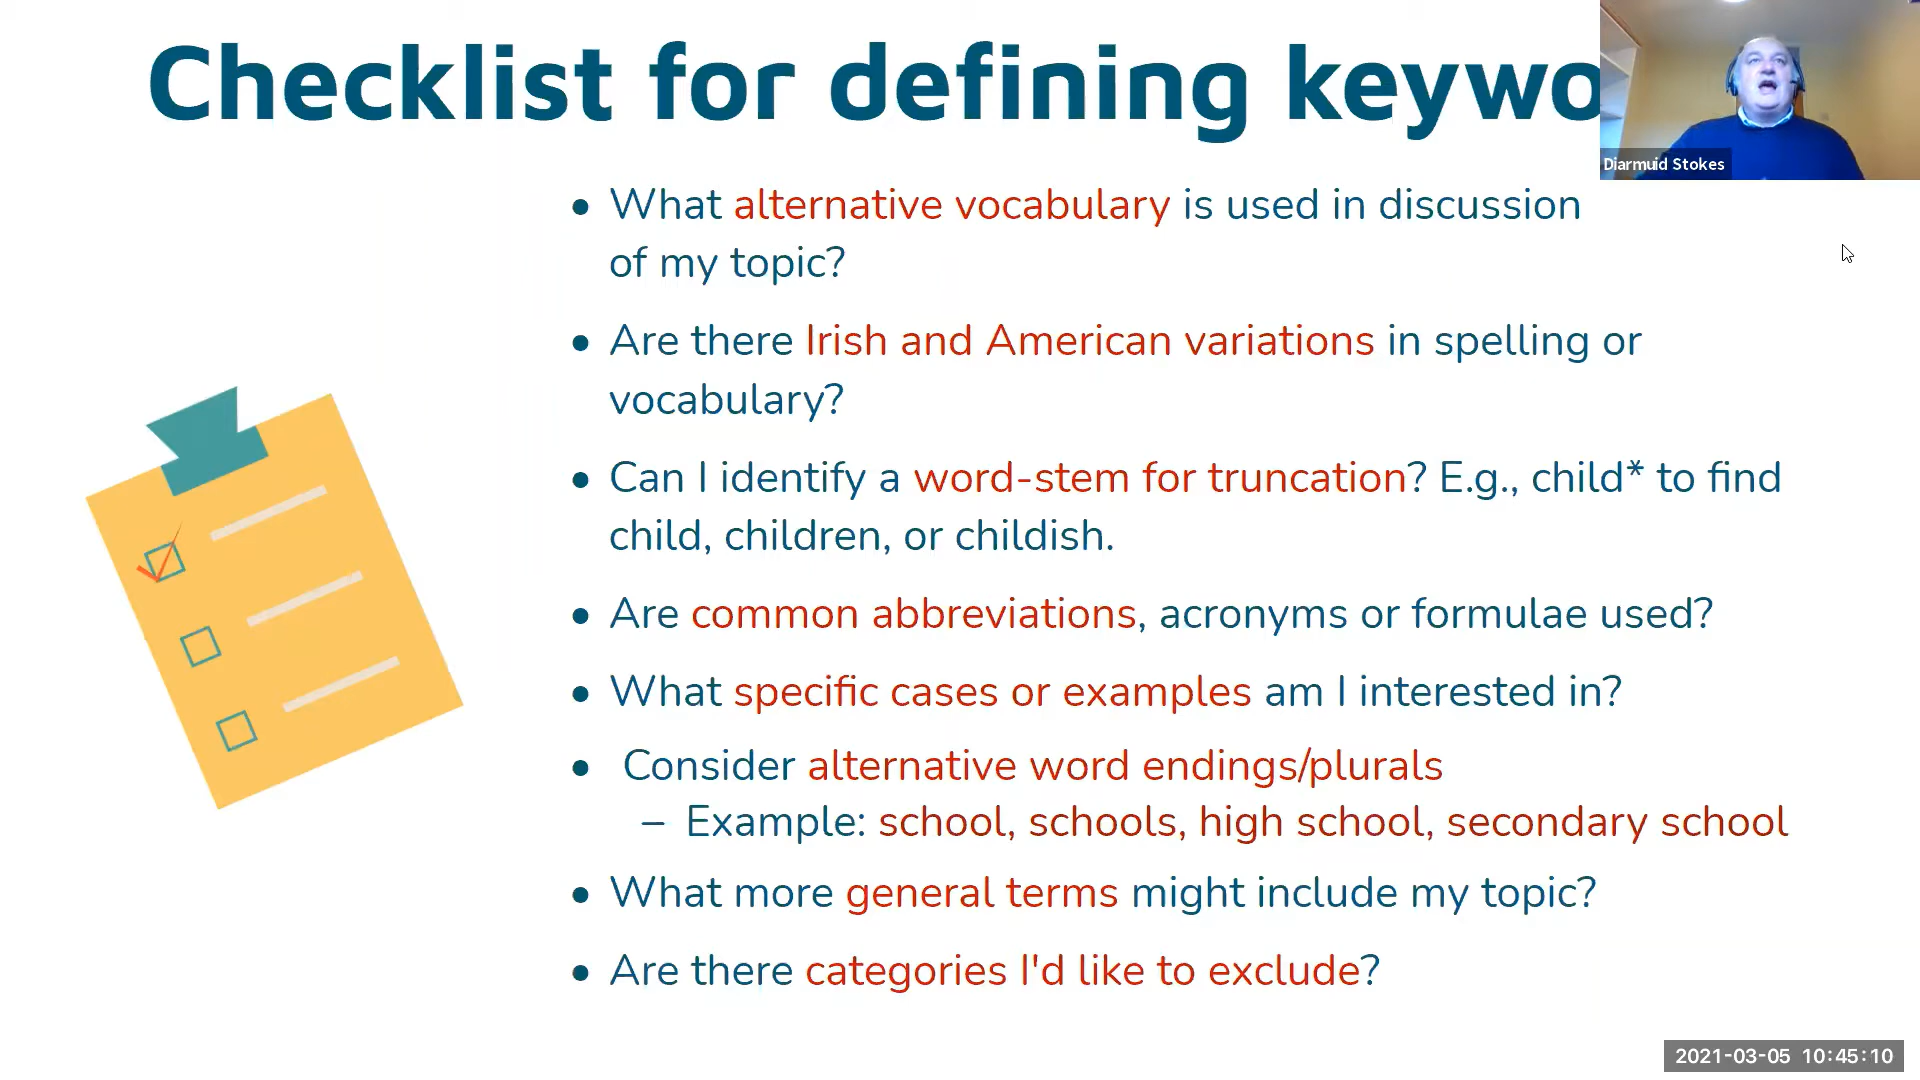 Checklist for defining keywo
Diarmuid Stokes
• What alternative vocabulary is used in discussion
of my topic?
• Are there Irish and American variations in spelling or
vocabulary?
• Can I identify a word-stem for truncation? E.g., child* to find
child, children, or childish.
• Are common abbreviations, acronyms or formulae used?
• What specific cases or examples am I interested in?
• Consider alternative word endings/plurals
– Example: school, schools, high school, secondary school
• What more general terms might include my topic?
• Are there categories I'd like to exclude?
2021-03-05 10:45:10